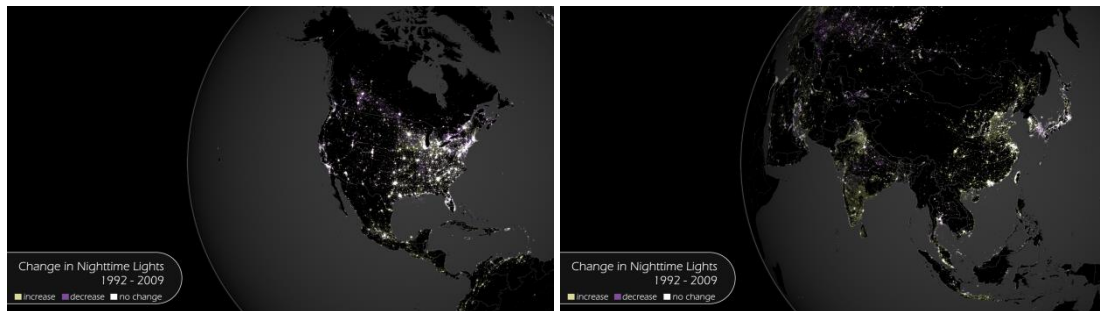 Change in Nighttime Lights
1992 - 2009
increase decrease no change
Change in Nighttime Lights
1992 - 2009
increase decrease no change